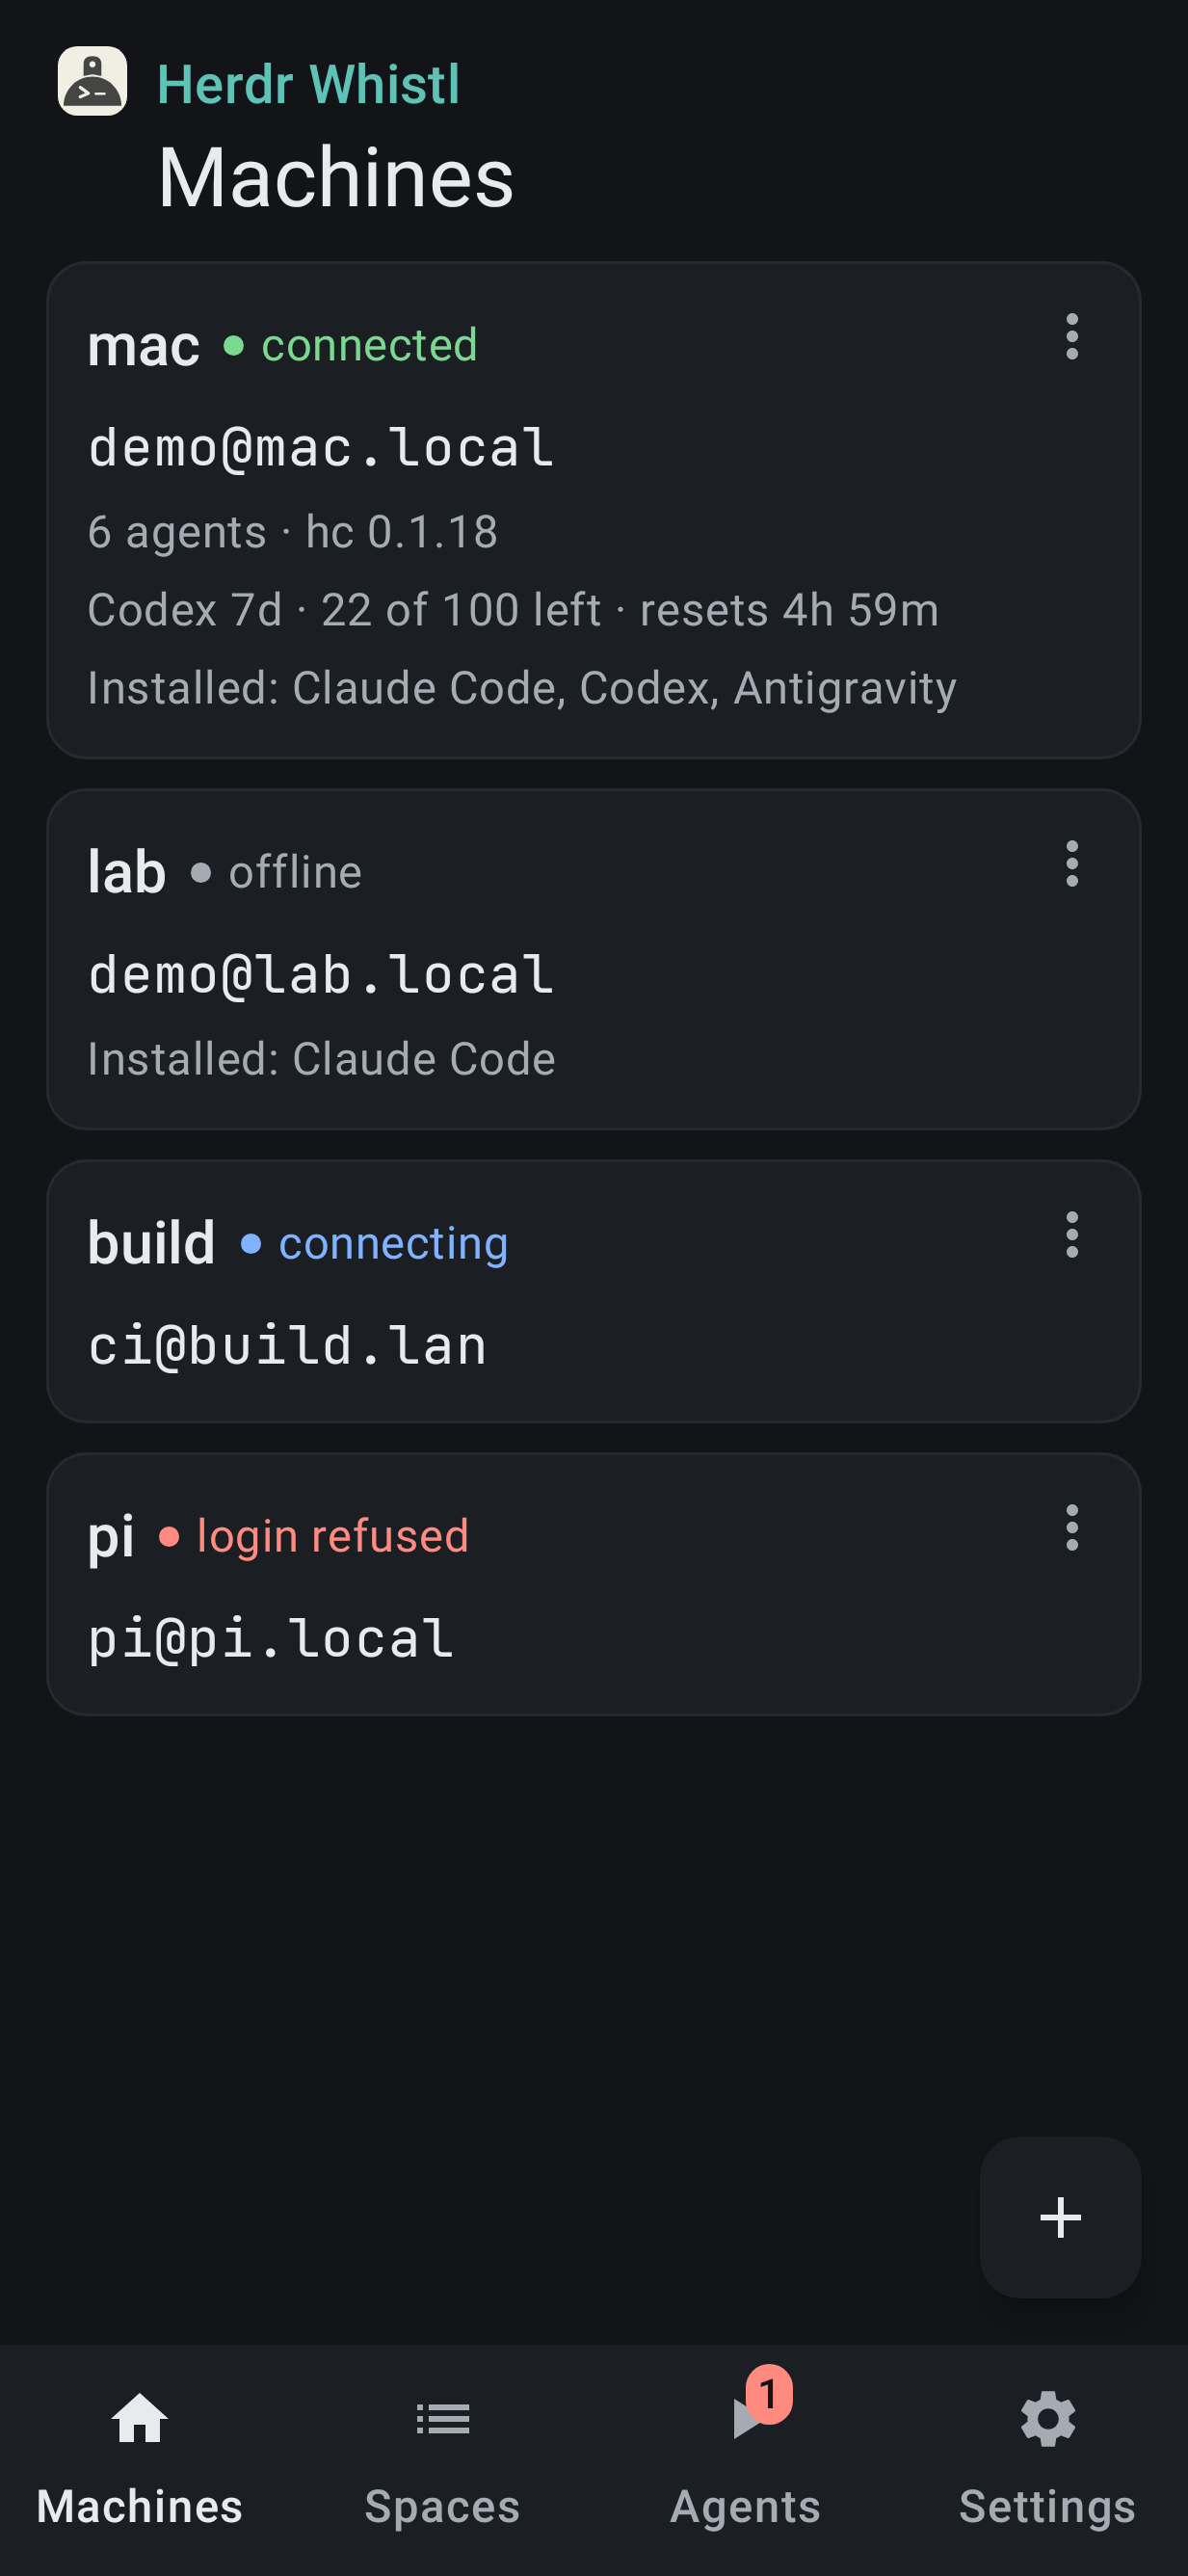 >-
Herdr Whistl
Machines
mac • connected
demo@mac.local
6 agents · hc 0.1.18
Codex 7d · 22 of 100 left · resets 4h 59m
Installed: Claude Code, Codex, Antigravity
lab • offline
demo@lab.local
Installed: Claude Code
build • connecting
ci@build.lan
pi • login refused
pi@pi.local
+
1
Machines Spaces Agents Settings